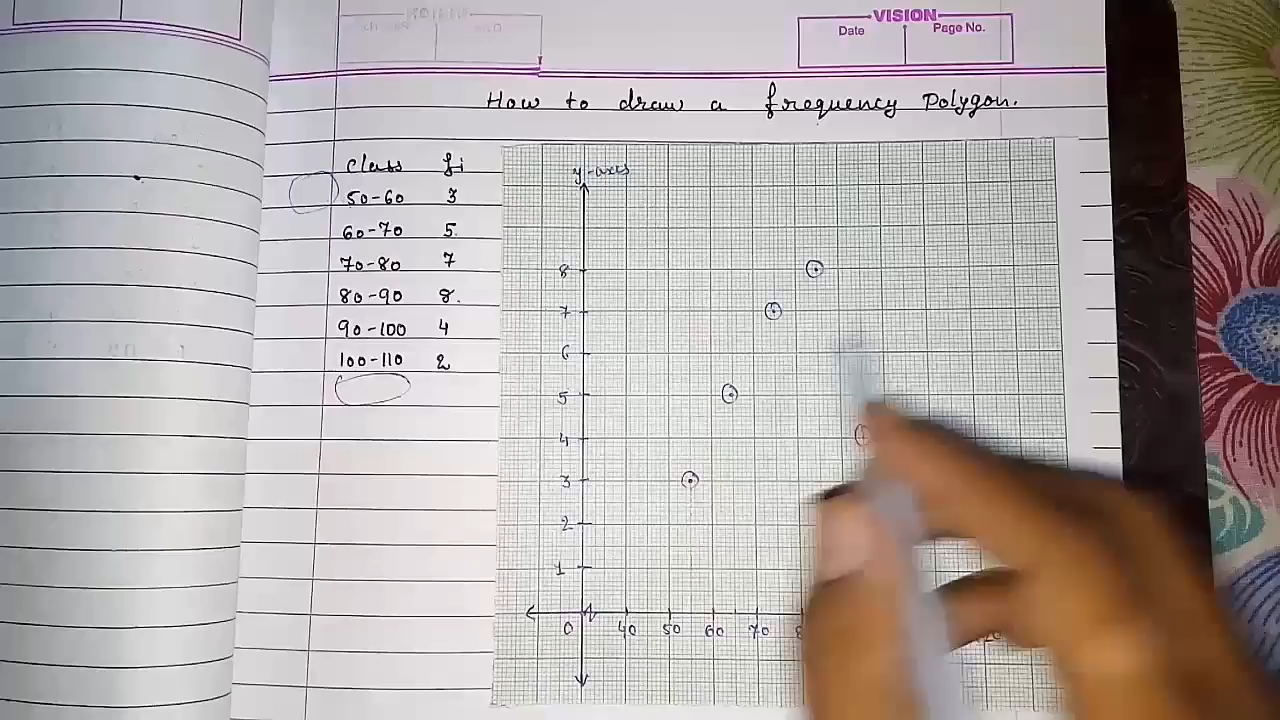 VISION
Date Page No.
How to draw a frequency Polygon.
Class fi
50-60 3
60-70 5.
70-80 7
80-90 8.
90-100 4
100-110 2
y-axes
8
7
6
5
4
3
2
1
0 40 50 60 70